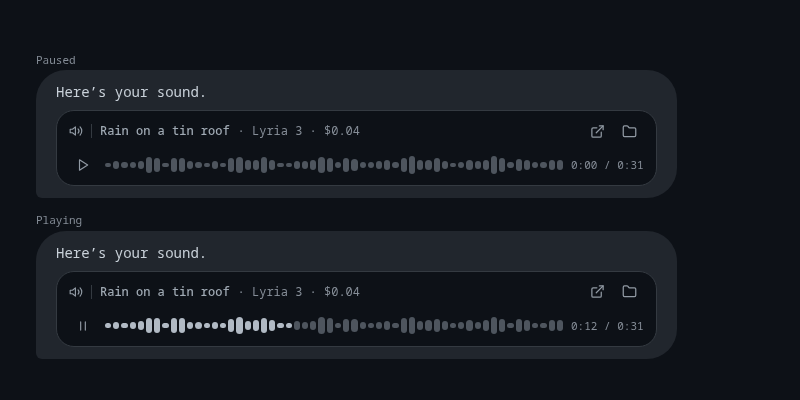 Paused
Here’s your sound.
Rain on a tin roof · Lyria 3 · $0.04
0:00 / 0:31
Playing
Here’s your sound.
Rain on a tin roof · Lyria 3 · $0.04
0:12 / 0:31